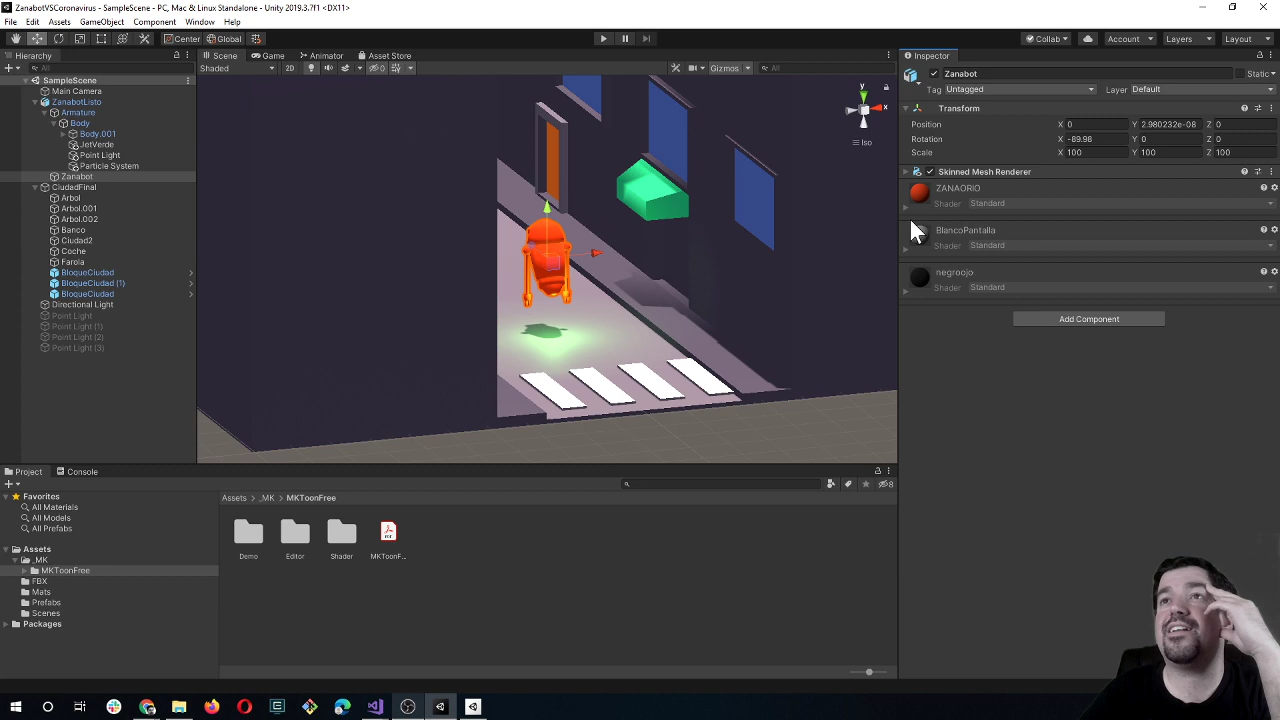 ZanabotVSCoronavirus - SampleScene - PC, Mac & Linux Standalone - Unity 2019.3.7f1 <DX11>
File Edit Assets GameObject Component Window Help
Center Global Collab Account Layers Layout
Hierarchy
All
SampleScene
Main Camera
ZanabotListo
Armature
Body
Body.001
JetVerde
Point Light
Particle System
Zanabot
CiudadFinal
Arbol
Arbol.001
Arbol.002
Banco
Ciudad2
Coche
Farola
BloqueCiudad
BloqueCiudad (1)
BloqueCiudad
Directional Light
Point Light
Point Light (1)
Point Light (2)
Point Light (3)
Scene Game Animator Asset Store
Shaded 2D 0 Gizmos All
y
x
Iso
Inspector
Zanabot Static
Tag Untagged Layer Default
Transform
Position X 0 Y 2.980232e-08 Z 0
Rotation X -89.98 Y 0 Z 0
Scale X 100 Y 100 Z 100
Skinned Mesh Renderer
ZANAORIO
Shader Standard
BlancoPantalla
Shader Standard
negroojo
Shader Standard
Add Component
Project Console
8
Favorites
All Materials
All Models
All Prefabs
Assets
_MK
MKToonFree
FBX
Mats
Prefabs
Scenes
Packages
Assets > _MK > MKToonFree
Demo Editor Shader MKToonF...